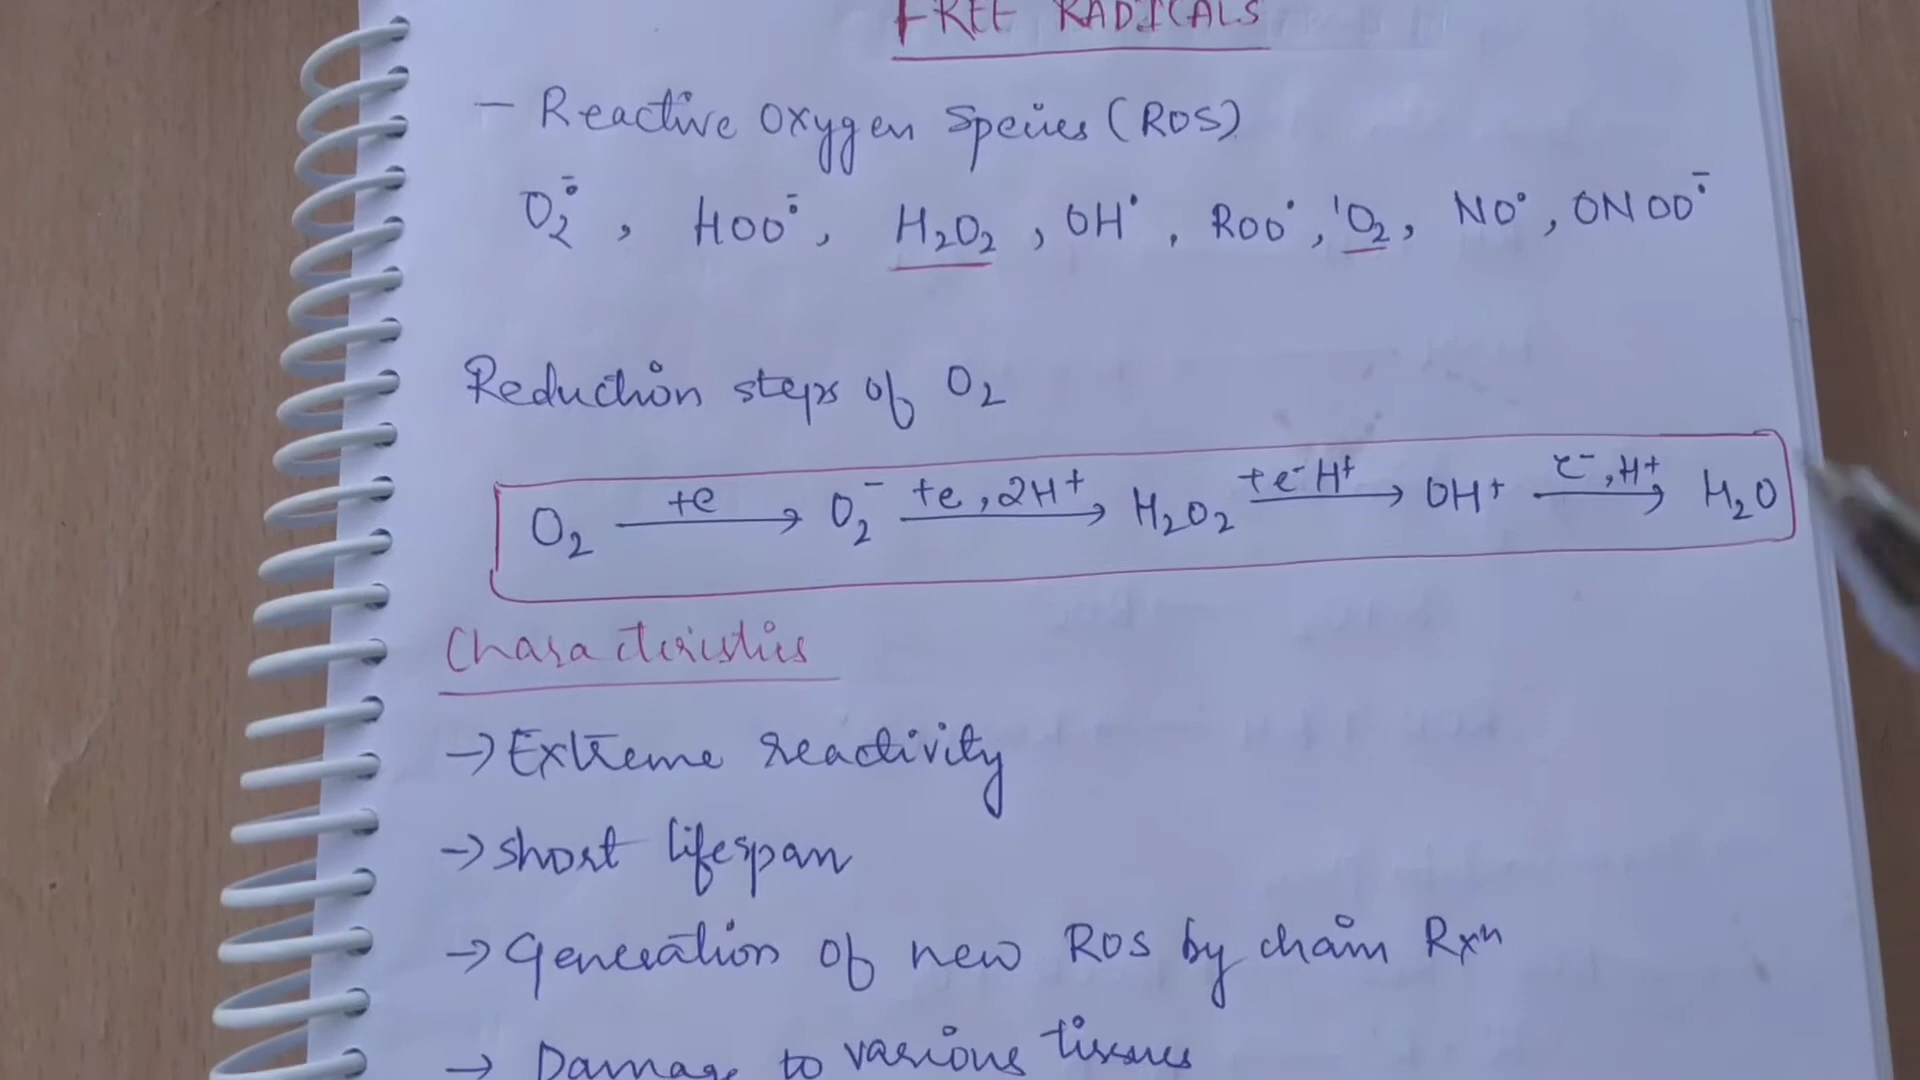 FREE RADICALS
- Reactive Oxygen Species (ROS)
O₂⁻̇, HOO⁻̇, H₂O₂, OH˙, ROO˙, ¹O₂, NO˙, ONOO⁻̇
Reduction steps of O₂
O₂ +e → O₂⁻ +e, 2H⁺ → H₂O₂ +e⁻ H⁺ → OH⁺ e⁻, H⁺ → H₂O
Characteristics
→ Extreme reactivity
→ short lifespan
→ Generation of new ROS by chain Rxⁿ
→ Damage to various tissues